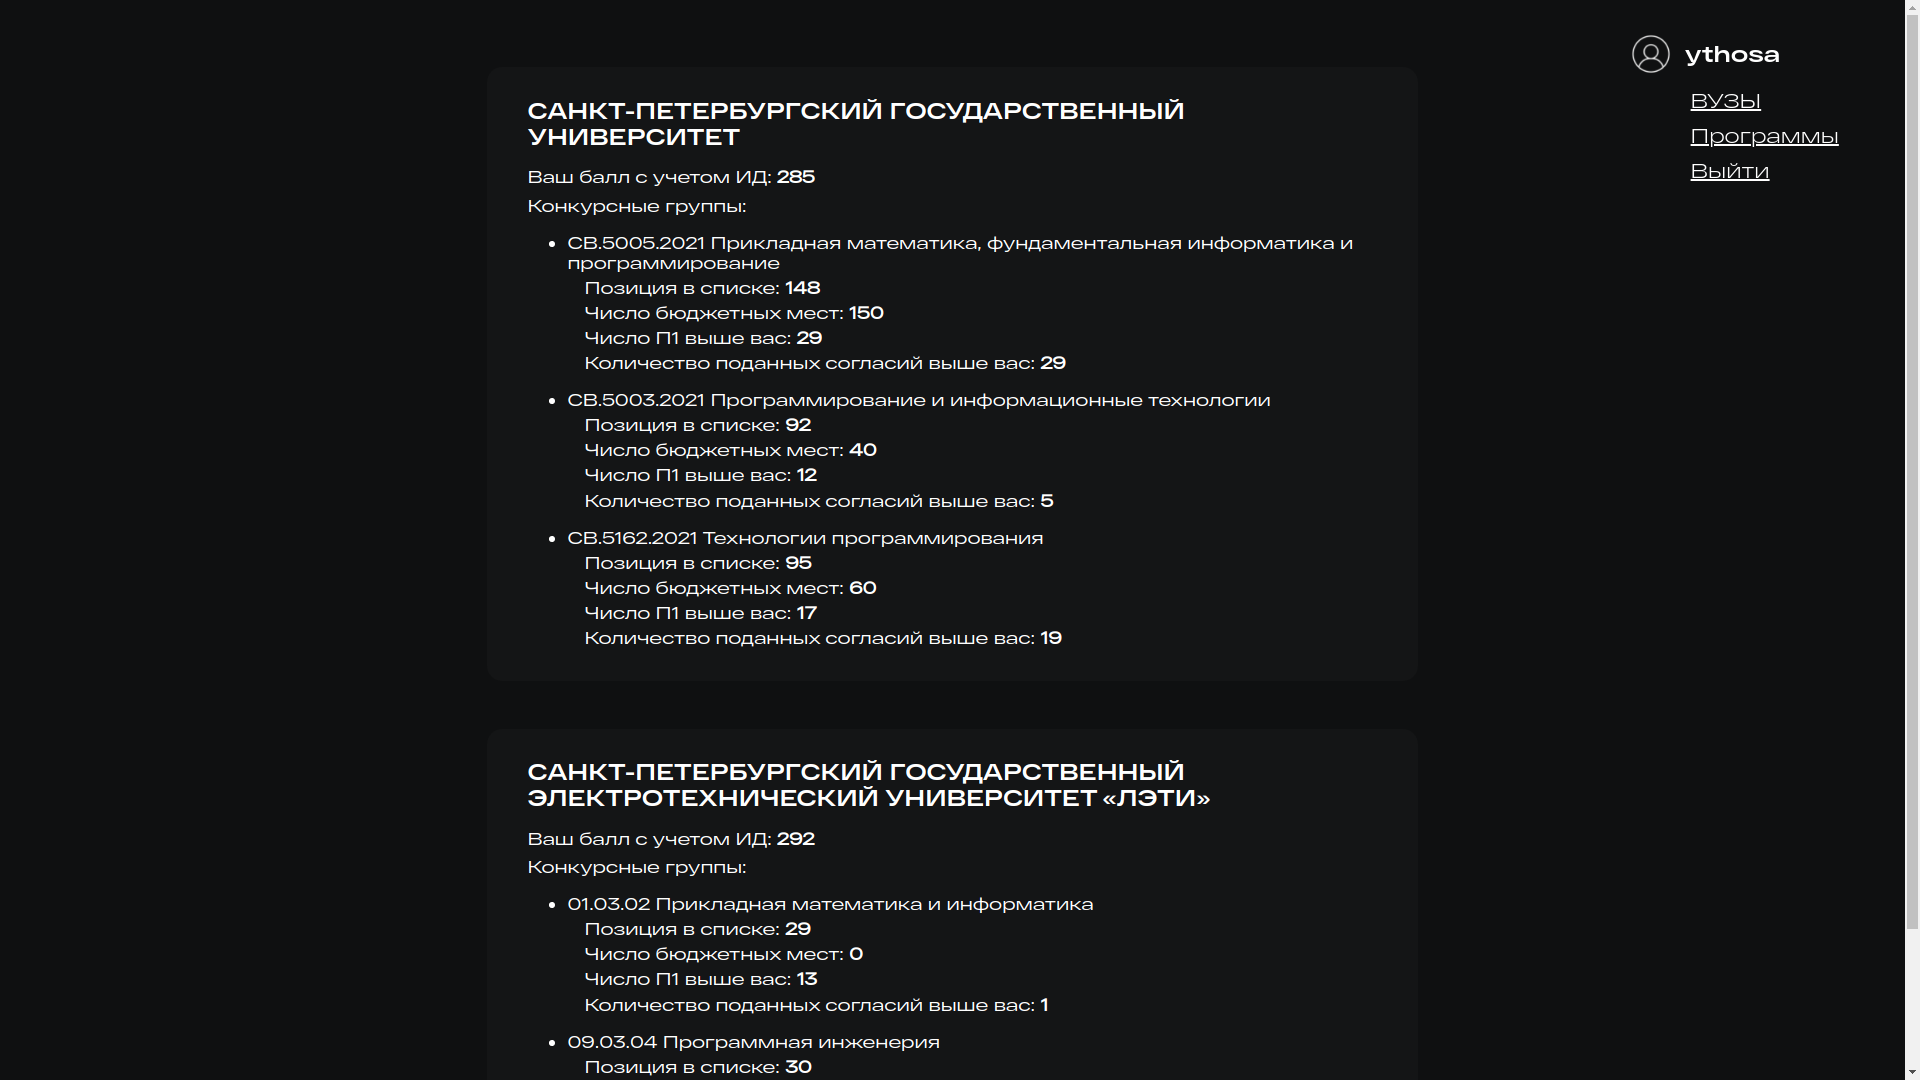 ythosa
ВУЗЫ
Программы
Выйти
САНКТ-ПЕТЕРБУРГСКИЙ ГОСУДАРСТВЕННЫЙ
УНИВЕРСИТЕТ
Ваш балл с учетом ИД: 285
Конкурсные группы:
СВ.5005.2021 Прикладная математика, фундаментальная информатика и
программирование
Позиция в списке: 148
Число бюджетных мест: 150
Число П1 выше вас: 29
Количество поданных согласий выше вас: 29
СВ.5003.2021 Программирование и информационные технологии
Позиция в списке: 92
Число бюджетных мест: 40
Число П1 выше вас: 12
Количество поданных согласий выше вас: 5
СВ.5162.2021 Технологии программирования
Позиция в списке: 95
Число бюджетных мест: 60
Число П1 выше вас: 17
Количество поданных согласий выше вас: 19
САНКТ-ПЕТЕРБУРГСКИЙ ГОСУДАРСТВЕННЫЙ
ЭЛЕКТРОТЕХНИЧЕСКИЙ УНИВЕРСИТЕТ «ЛЭТИ»
Ваш балл с учетом ИД: 292
Конкурсные группы:
01.03.02 Прикладная математика и информатика
Позиция в списке: 29
Число бюджетных мест: 0
Число П1 выше вас: 13
Количество поданных согласий выше вас: 1
09.03.04 Программная инженерия
Позиция в списке: 30